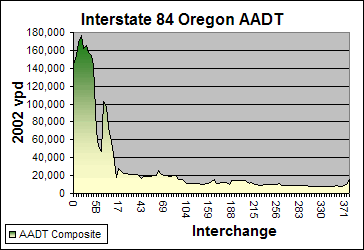 Interstate 84 Oregon AADT
2002 vpd
180,000
160,000
140,000
120,000
100,000
80,000
60,000
40,000
20,000
0
0 5B 17 43 69 104 159 188 215 256 278 330 371
Interchange
AADT Composite